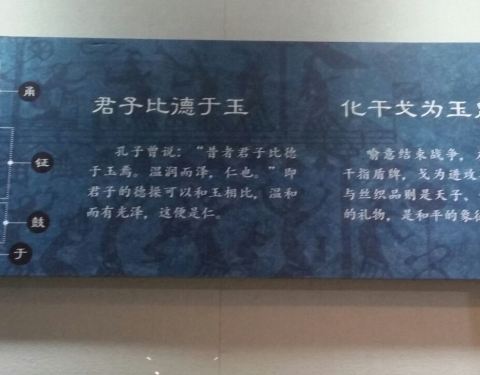 甬
钲
鼓
于
君子比德于玉
孔子曾说：“昔者君子比德
于玉焉。温润而泽，仁也。”即
君子的德操可以和玉相比，温和
而有光泽，这便是仁。
化干戈为玉
喻意结束战争，
干指盾牌，戈为进攻
与丝织品则是天子、
的礼物，是和平的象征